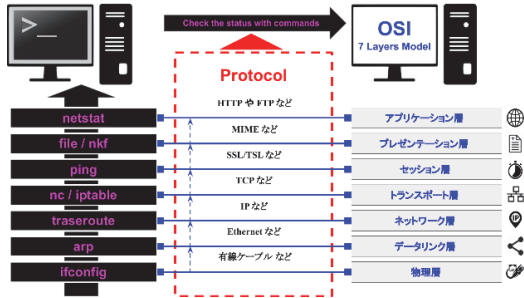 >_
Check the status with commands
OSI
7 Layers Model
Protocol
HTTP や FTP など
netstat
アプリケーション層
MIME など
file / nkf
プレゼンテーション層
SSL/TSL など
ping
セッション層
TCP など
nc / iptable
トランスポート層
IP など
traseroute
ネットワーク層
IP
Ethernet など
arp
データリンク層
有線ケーブル など
ifconfig
物理層